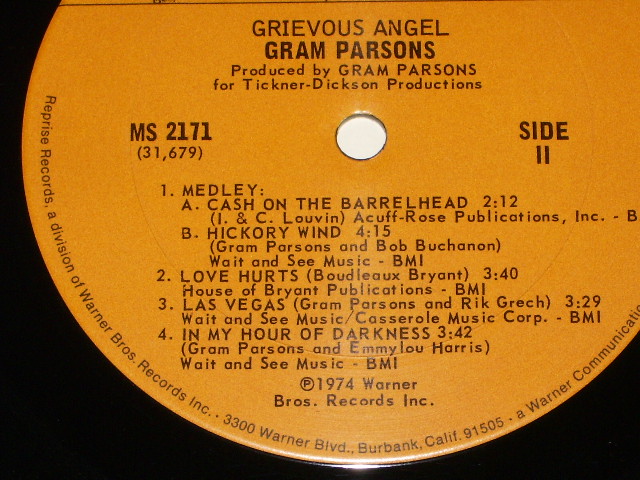 GRIEVOUS ANGEL
GRAM PARSONS
Produced by GRAM PARSONS
for Tickner-Dickson Productions
MS 2171
(31,679)
SIDE
II
1. MEDLEY:
A. CASH ON THE BARRELHEAD 2:12
(I. & C. Louvin) Acuff-Rose Publications, Inc. - B
B. HICKORY WIND 4:15
(Gram Parsons and Bob Buchanon)
Wait and See Music - BMI
2. LOVE HURTS (Boudleaux Bryant) 3:40
House of Bryant Publications - BMI
3. LAS VEGAS (Gram Parsons and Rik Grech) 3:29
Wait and See Music/Casserole Music Corp. - BMI
4. IN MY HOUR OF DARKNESS 3:42
(Gram Parsons and Emmylou Harris)
Wait and See Music - BMI
℗1974 Warner
Bros. Records Inc.
Reprise Records, a division of Warner Bros. Records Inc. · 3300 Warner Blvd., Burbank, Calif. 91505 · a Warner Communicatio